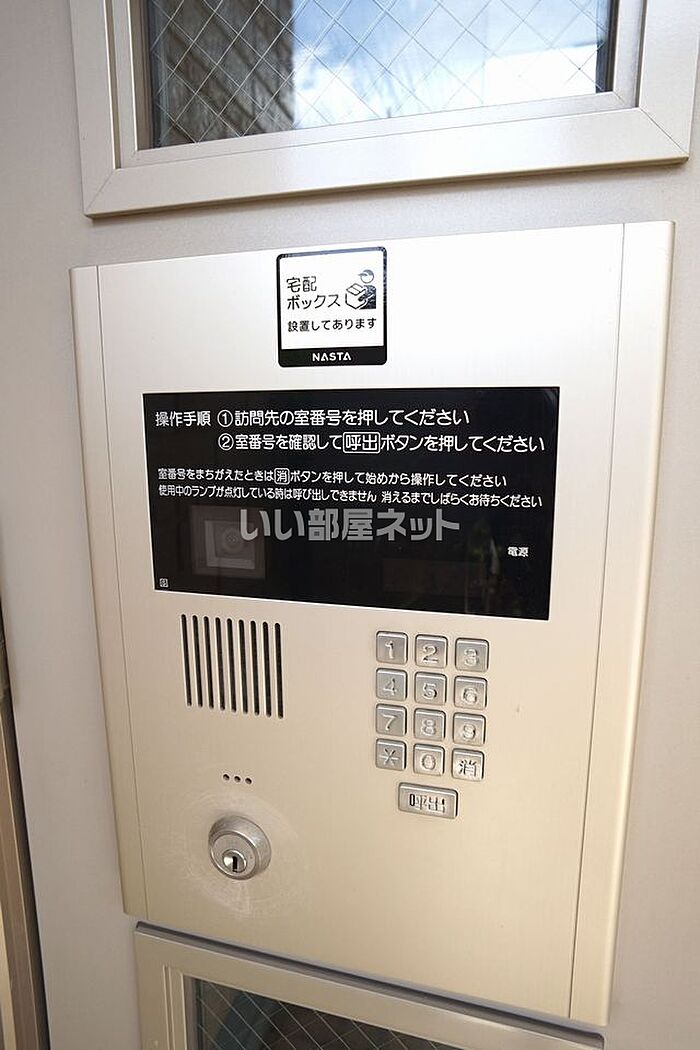 宅配
ボックス
設置してあります
NASTA
操作手順 ①訪問先の室番号を押してください
②室番号を確認して呼出ボタンを押してください
室番号をまちがえたときは消ボタンを押して始めから操作してください
使用中のランプが点灯している時は呼び出しできません 消えるまでしばらくお待ちください
いい部屋ネット
電源
1 2 3
4 5 6
7 8 9
* 0 消
呼出